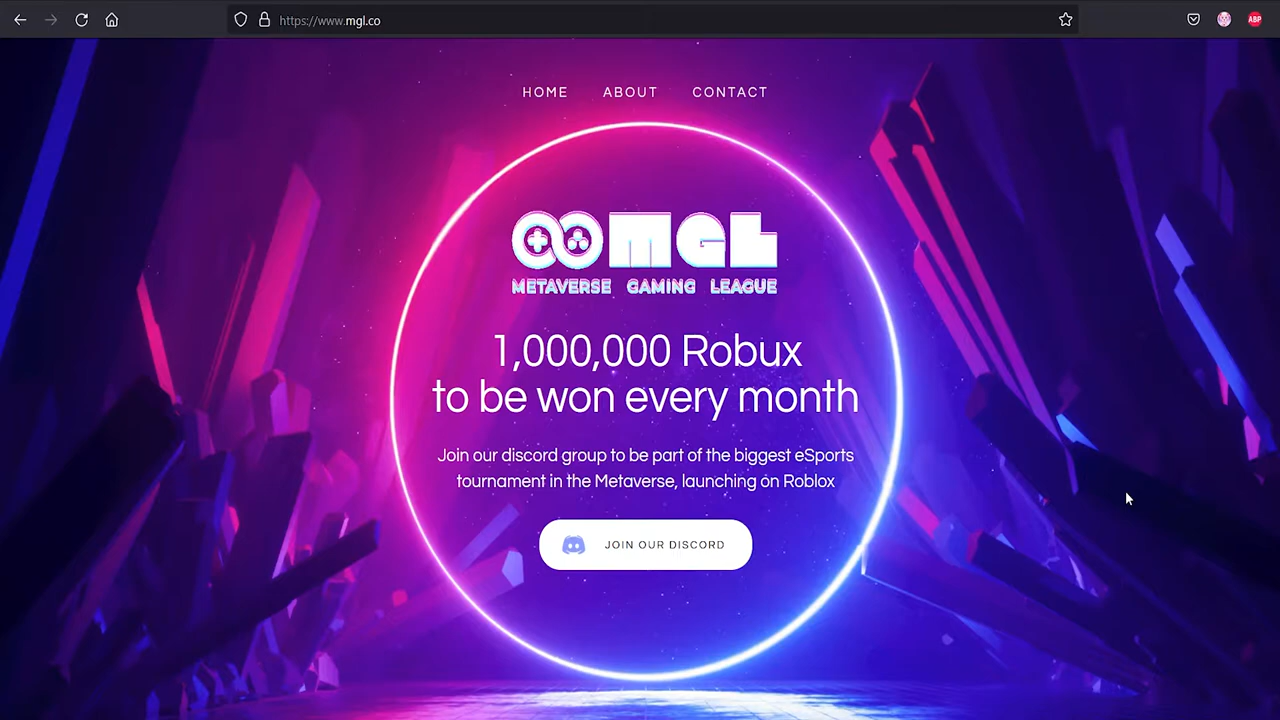 https://www.mgl.co
ABP
HOME ABOUT CONTACT
MGL
METAVERSE GAMING LEAGUE
1,000,000 Robux
to be won every month
Join our discord group to be part of the biggest eSports
tournament in the Metaverse, launching on Roblox
JOIN OUR DISCORD